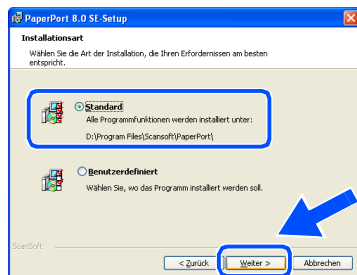 PaperPort 8.0 SE-Setup
Installationsart
Wählen Sie die Art der Installation, die Ihren Erfordernissen am besten
entspricht.
Standard
Alle Programmfunktionen werden installiert unter:
D:\Program Files\Scansoft\PaperPort\
Benutzerdefiniert
Wählen Sie, wo das Programm installiert werden soll.
ScanSoft
< Zurück
Weiter >
Abbrechen